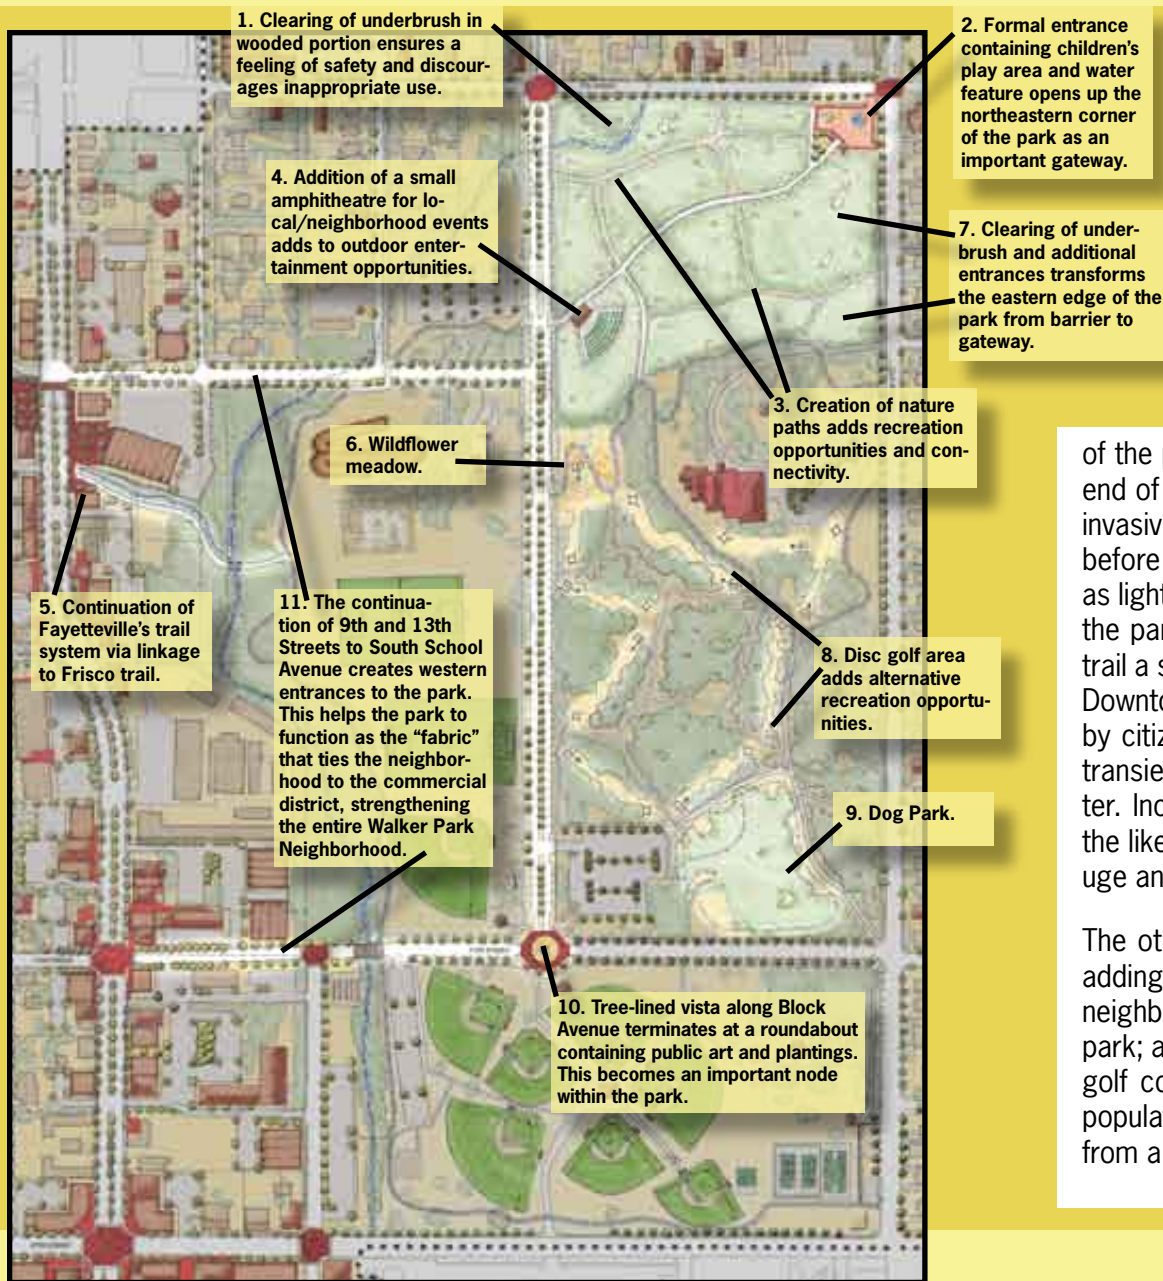 1. Clearing of underbrush in
wooded portion ensures a
feeling of safety and discour-
ages inappropriate use.
2. Formal entrance
containing children's
play area and water
feature opens up the
northeastern corner
of the park as an
important gateway.
4. Addition of a small
amphitheatre for lo-
cal/neighborhood events
adds to outdoor enter-
tainment opportunities.
7. Clearing of under-
brush and additional
entrances transforms
the eastern edge of the
park from barrier to
gateway.
3. Creation of nature
paths adds recreation
opportunities and con-
nectivity.
6. Wildflower
meadow.
5. Continuation of
Fayetteville's trail
system via linkage
to Frisco trail.
11. The continua-
tion of 9th and 13th
Streets to South School
Avenue creates western
entrances to the park.
This helps the park to
function as the “fabric”
that ties the neighbor-
hood to the commercial
district, strengthening
the entire Walker Park
Neighborhood.
8. Disc golf area
adds alternative
recreation opportu-
nities.
9. Dog Park.
10. Tree-lined vista along Block
Avenue terminates at a roundabout
containing public art and plantings.
This becomes an important node
within the park.
of the
end of
invasiv
before
as light
the par
trail a s
Downto
by citiz
transie
ter. Inc
the like
uge an
The ot
adding
neighb
park; a
golf co
popula
from a